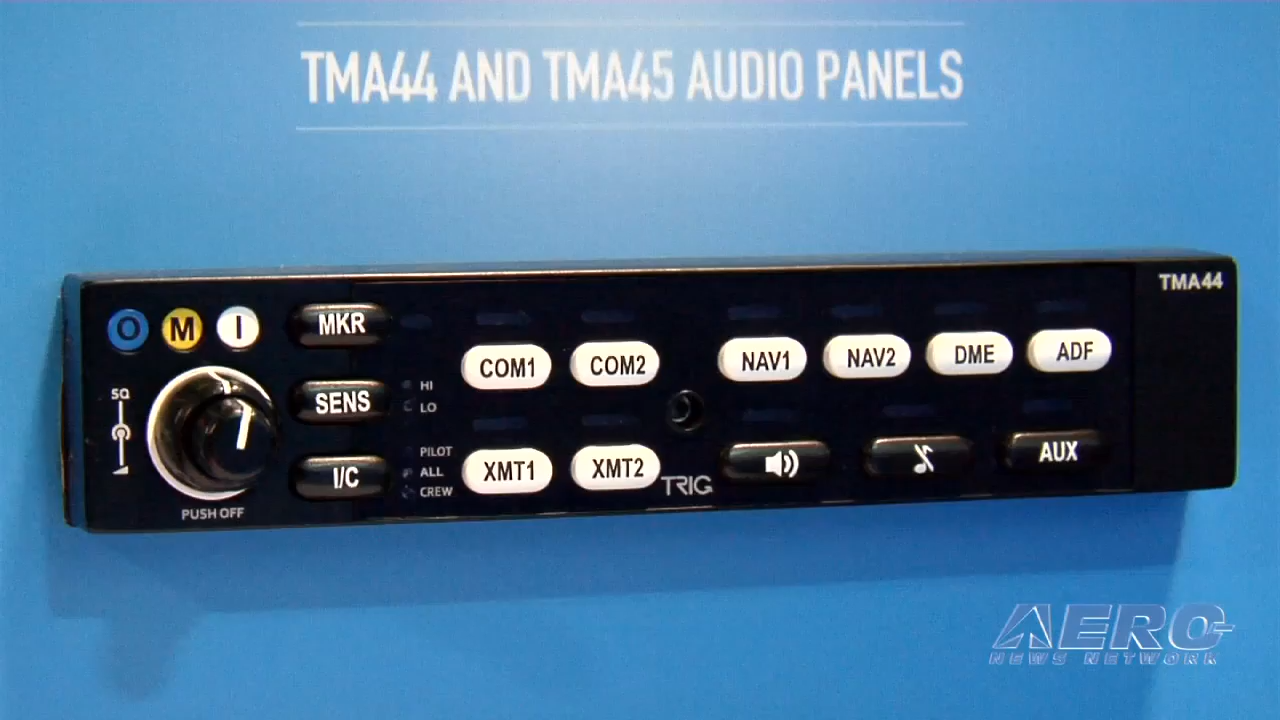 TMA44 AND TMA45 AUDIO PANELS
TMA44
O M I MKR
COM1 COM2 NAV1 NAV2 DME ADF
SQ SENS HI
LO
I/C PILOT
ALL
CREW
XMT1 XMT2 TRIG AUX
PUSH OFF
AERO
NEWS NETWORK